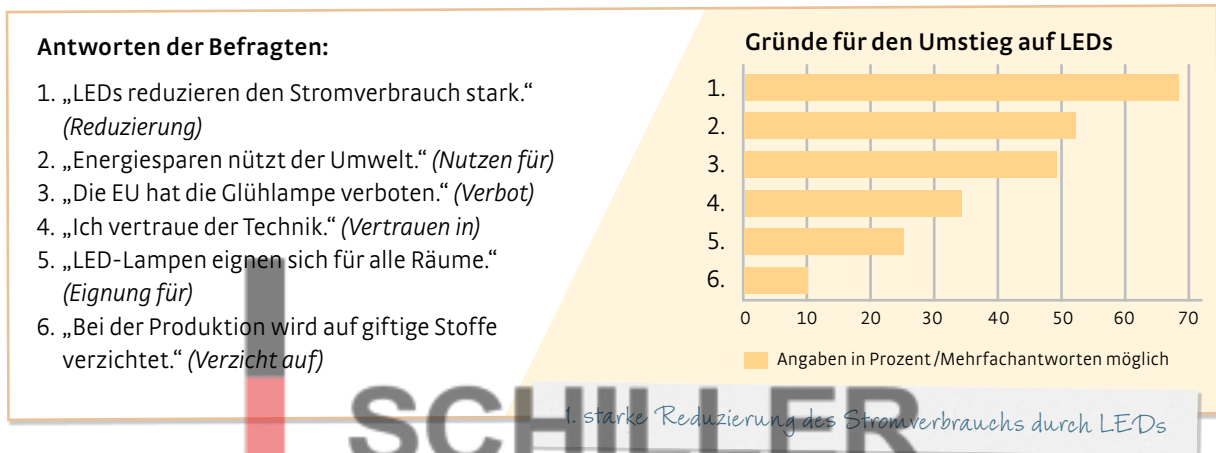 Antworten der Befragten:
1. „LEDs reduzieren den Stromverbrauch stark.“
(Reduzierung)
2. „Energiesparen nützt der Umwelt.“ (Nutzen für)
3. „Die EU hat die Glühlampe verboten.“ (Verbot)
4. „Ich vertraue der Technik.“ (Vertrauen in)
5. „LED-Lampen eignen sich für alle Räume.“
(Eignung für)
6. „Bei der Produktion wird auf giftige Stoffe
verzichtet.“ (Verzicht auf)
Gründe für den Umstieg auf LEDs
1.
2.
3.
4.
5.
6.
0 10 20 30 40 50 60 70
Angaben in Prozent/Mehrfachantworten möglich
1. starke Reduzierung des Stromverbrauchs durch LEDs
SCHILLER